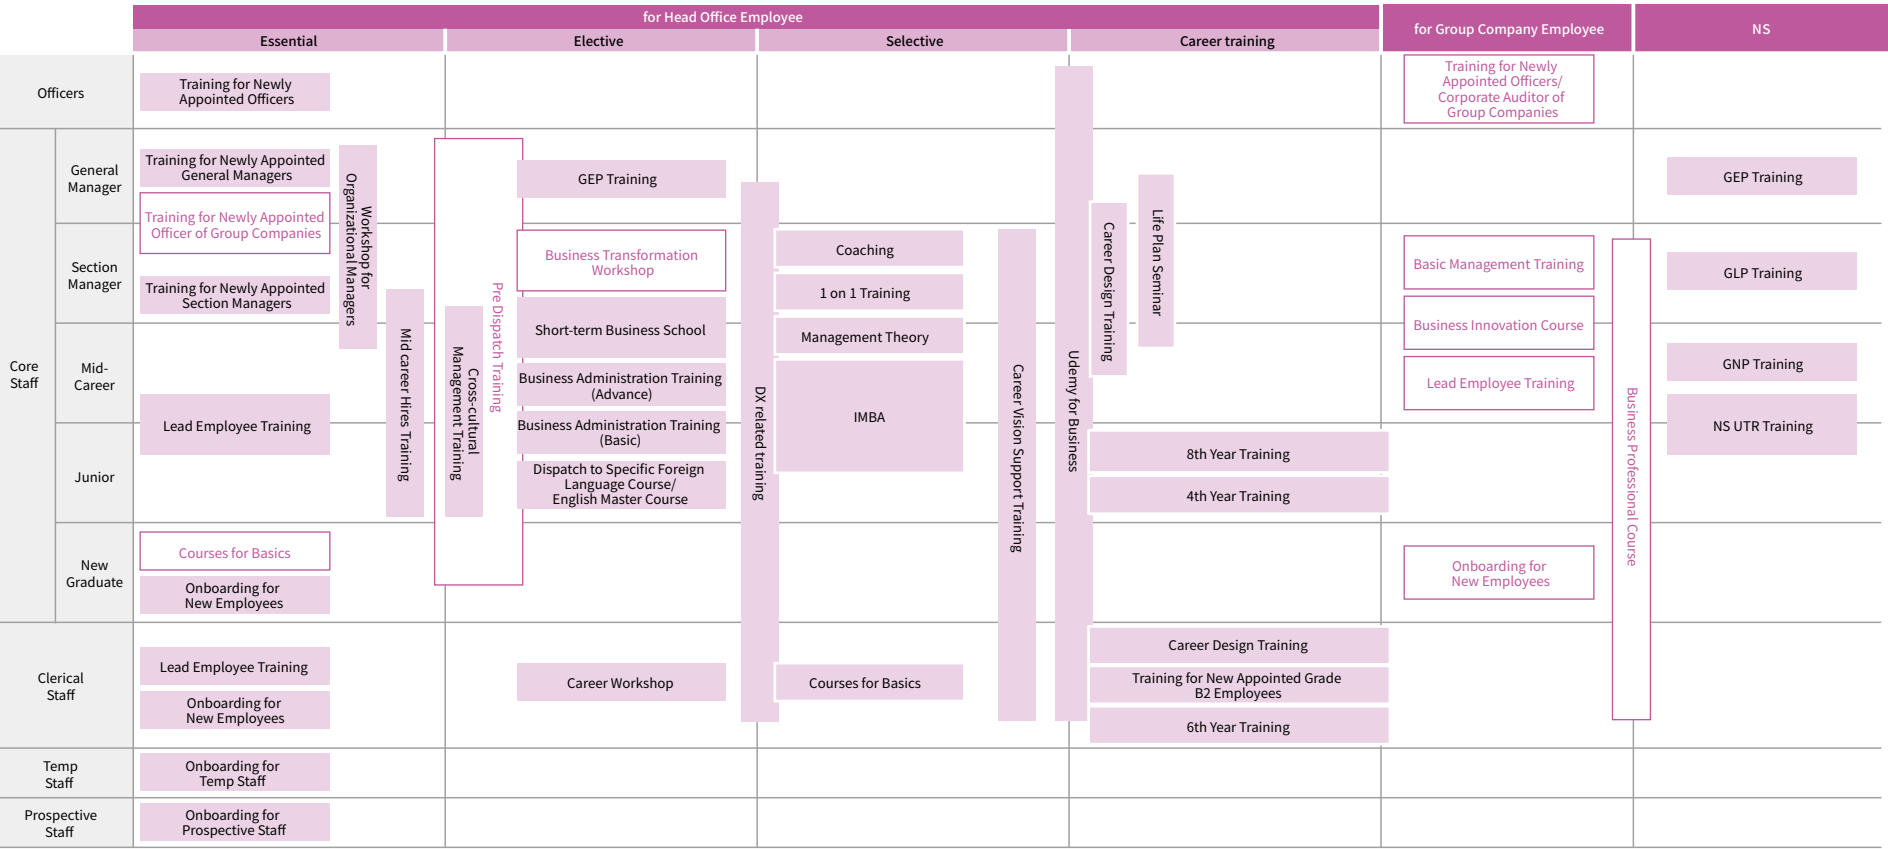 for Head Office Employee
for Group Company Employee
NS
Essential
Elective
Selective
Career training
Officers
Training for Newly
Appointed Officers
Training for Newly
Appointed Officers/
Corporate Auditor of
Group Companies
Core
Staff
General
Manager
Training for Newly Appointed
General Managers
Training for Newly Appointed
Officer of Group Companies
Workshop for
Organizational Managers
Pre Dispatch Training
GEP Training
DX related training
Udemy for Business
Career Design Training
Life Plan Seminar
GEP Training
Section
Manager
Training for Newly Appointed
Section Managers
Mid career Hires Training
Cross-cultural
Management Training
Business Transformation
Workshop
Short-term Business School
Coaching
1 on 1 Training
Management Theory
Career Vision Support Training
Basic Management Training
Business Innovation Course
Business Professional Course
GLP Training
Mid-
Career
Lead Employee Training
Business Administration Training
(Advance)
Business Administration Training
(Basic)
IMBA
Lead Employee Training
GNP Training
NS UTR Training
Junior
Dispatch to Specific Foreign
Language Course/
English Master Course
8th Year Training
4th Year Training
New
Graduate
Courses for Basics
Onboarding for
New Employees
Onboarding for
New Employees
Clerical
Staff
Lead Employee Training
Onboarding for
New Employees
Career Workshop
Courses for Basics
Career Design Training
Training for New Appointed Grade
B2 Employees
6th Year Training
Temp
Staff
Onboarding for
Temp Staff
Prospective
Staff
Onboarding for
Prospective Staff